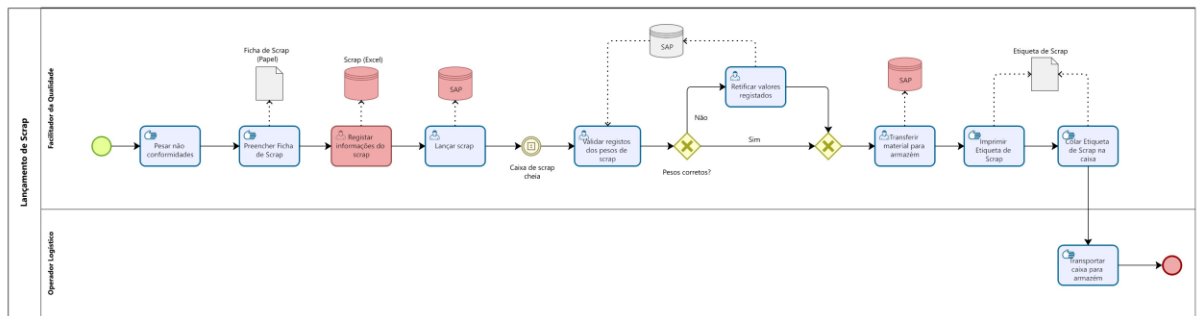 Lançamento de Scrap
Facilitador da Qualidade
Operador Logístico
Pesar não
conformidades
Ficha de Scrap
(Papel)
Preencher Ficha
de Scrap
Scrap (Excel)
Registar
informações do
scrap
SAP
Lançar scrap
Caixa de scrap
cheia
Validar registos
dos pesos de
scrap
SAP
Retificar valores
registados
Não
Sim
Pesos corretos?
SAP
Transferir
material para
armazém
Etiqueta de Scrap
Imprimir
Etiqueta de
Scrap
Colar Etiqueta
de Scrap na
caixa
Transportar
caixa para
armazém